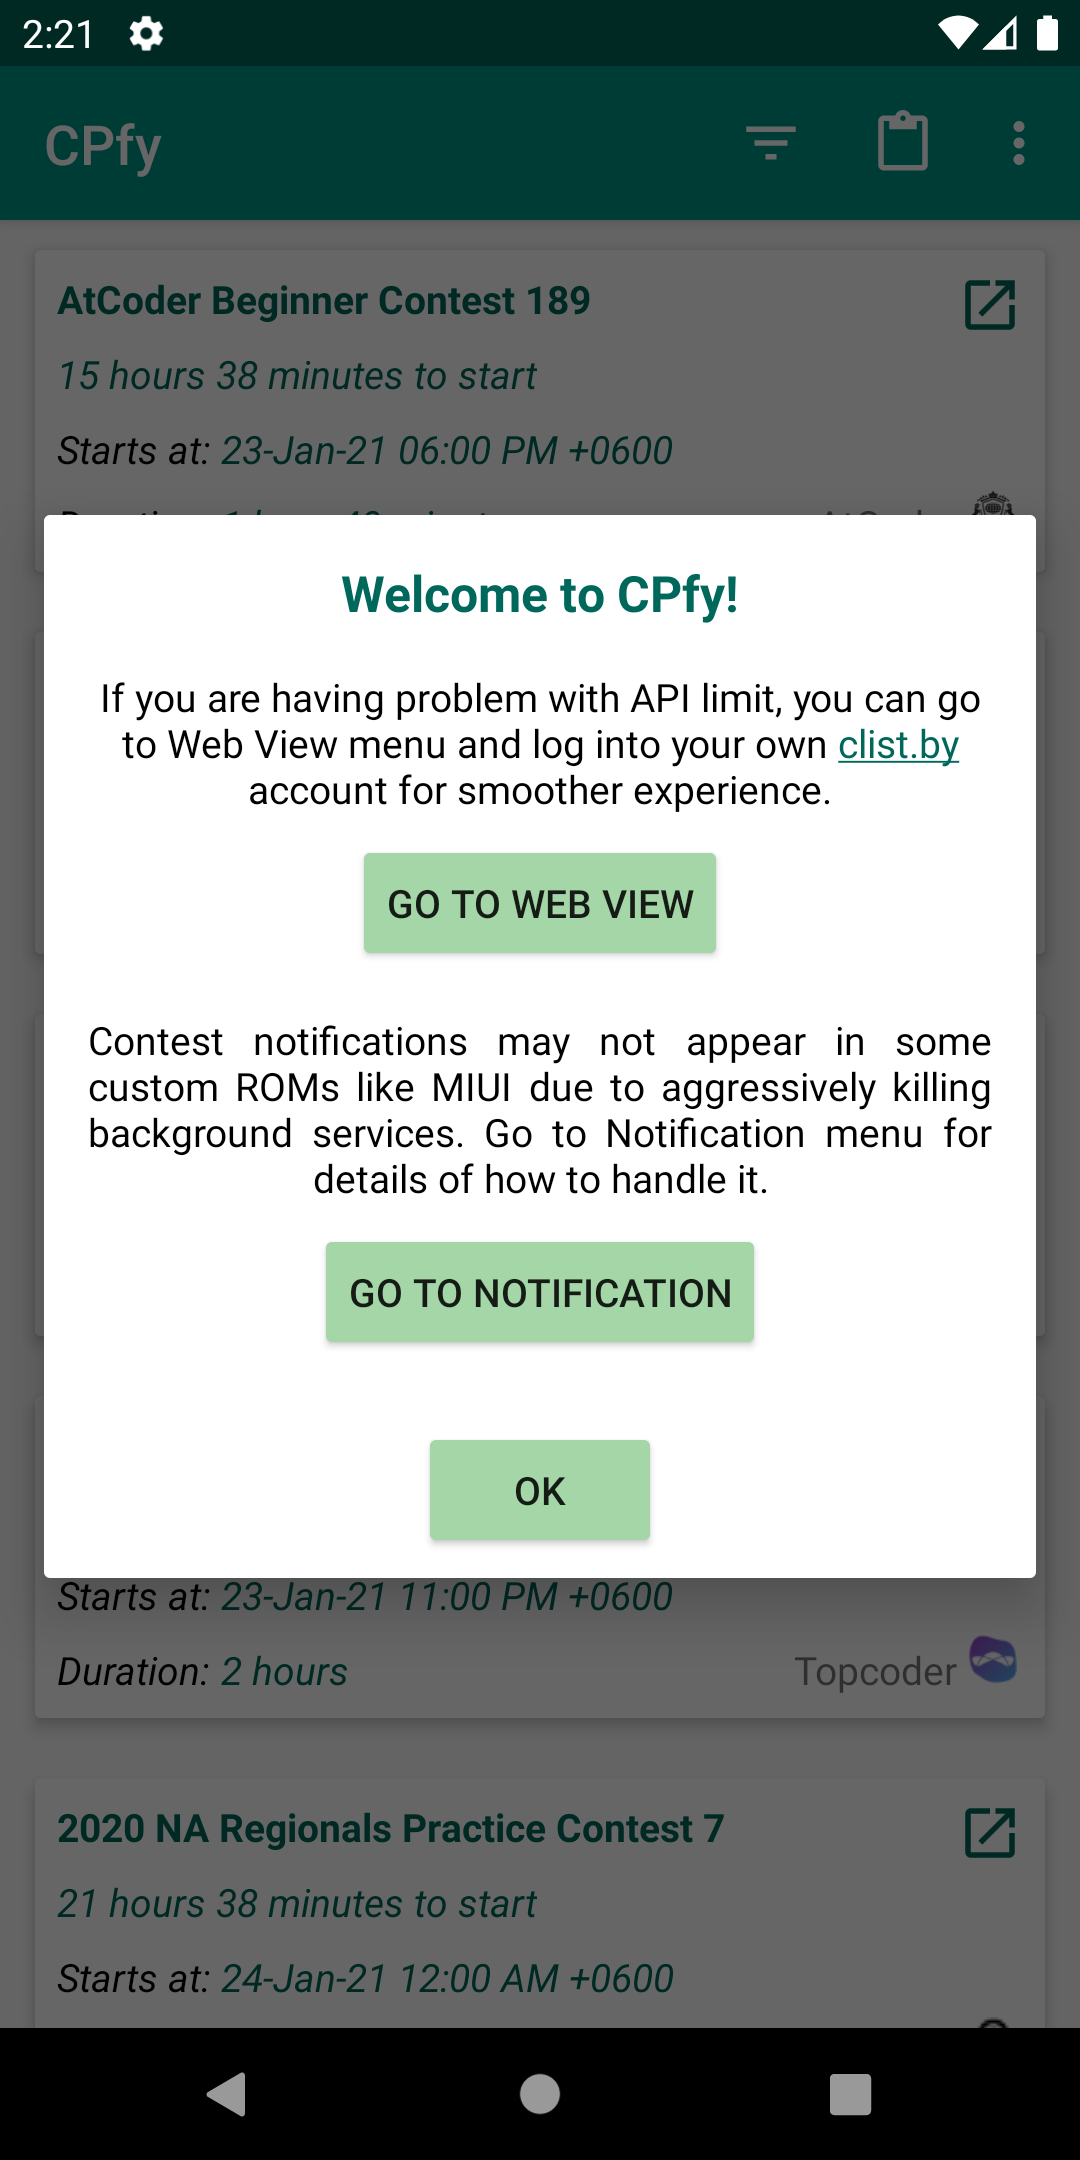 2:21
CPfy
AtCoder Beginner Contest 189
15 hours 38 minutes to start
Starts at: 23-Jan-21 06:00 PM +0600
Welcome to CPfy!
If you are having problem with API limit, you can go
to Web View menu and log into your own clist.by
account for smoother experience.
GO TO WEB VIEW
Contest notifications may not appear in some
custom ROMs like MIUI due to aggressively killing
background services. Go to Notification menu for
details of how to handle it.
GO TO NOTIFICATION
OK
Starts at: 23-Jan-21 11:00 PM +0600
Duration: 2 hours
Topcoder
2020 NA Regionals Practice Contest 7
21 hours 38 minutes to start
Starts at: 24-Jan-21 12:00 AM +0600